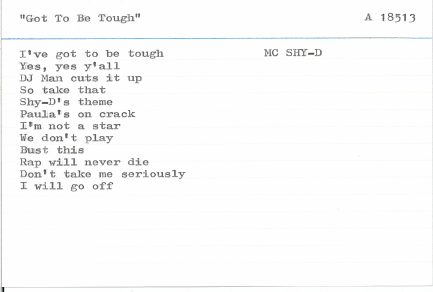 "Got To Be Tough" A 18513
I've got to be tough MC SHY-D
Yes, yes y'all
DJ Man cuts it up
So take that
Shy-D's theme
Paula's on crack
I'm not a star
We don't play
Bust this
Rap will never die
Don't take me seriously
I will go off